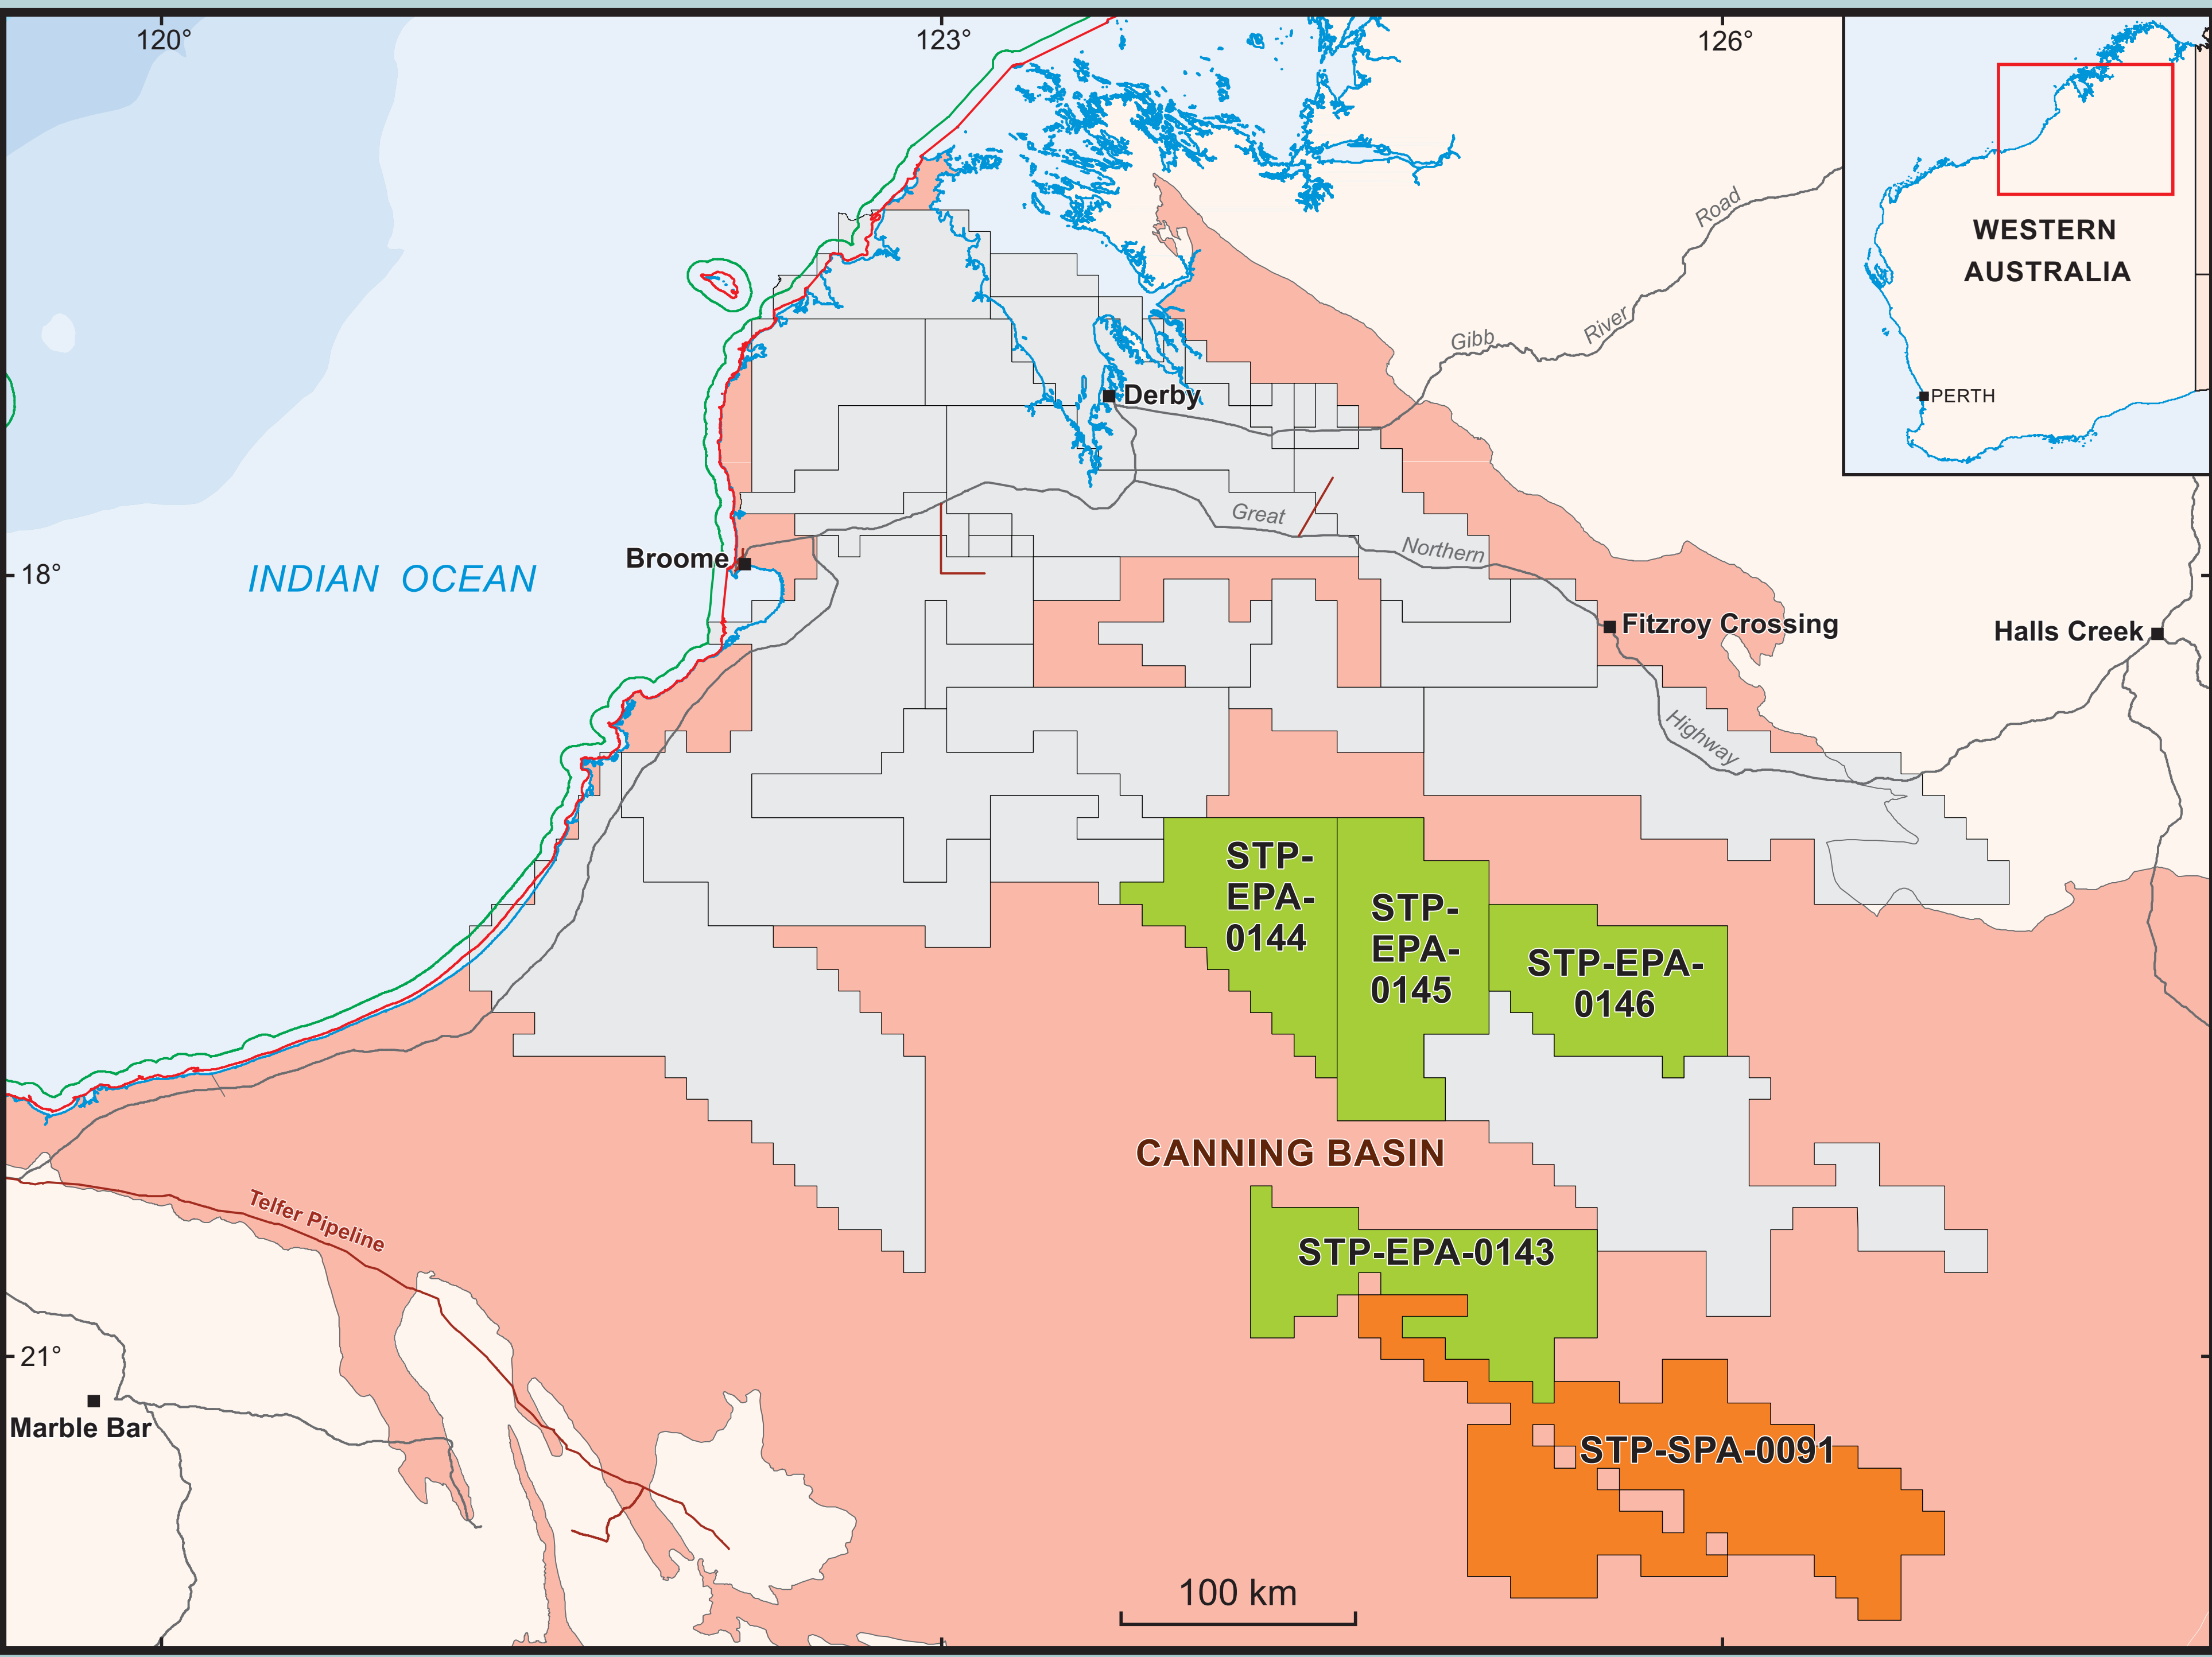 120°
123°
126°
Road
River
Gibb
WESTERN
AUSTRALIA
PERTH
Derby
Great
Northern
Broome
18°
INDIAN OCEAN
Fitzroy Crossing
Halls Creek
Highway
STP-
EPA-
0144
STP-
EPA-
0145
STP-EPA-
0146
CANNING BASIN
Telfer Pipeline
STP-EPA-0143
21°
Marble Bar
STP-SPA-0091
100 km